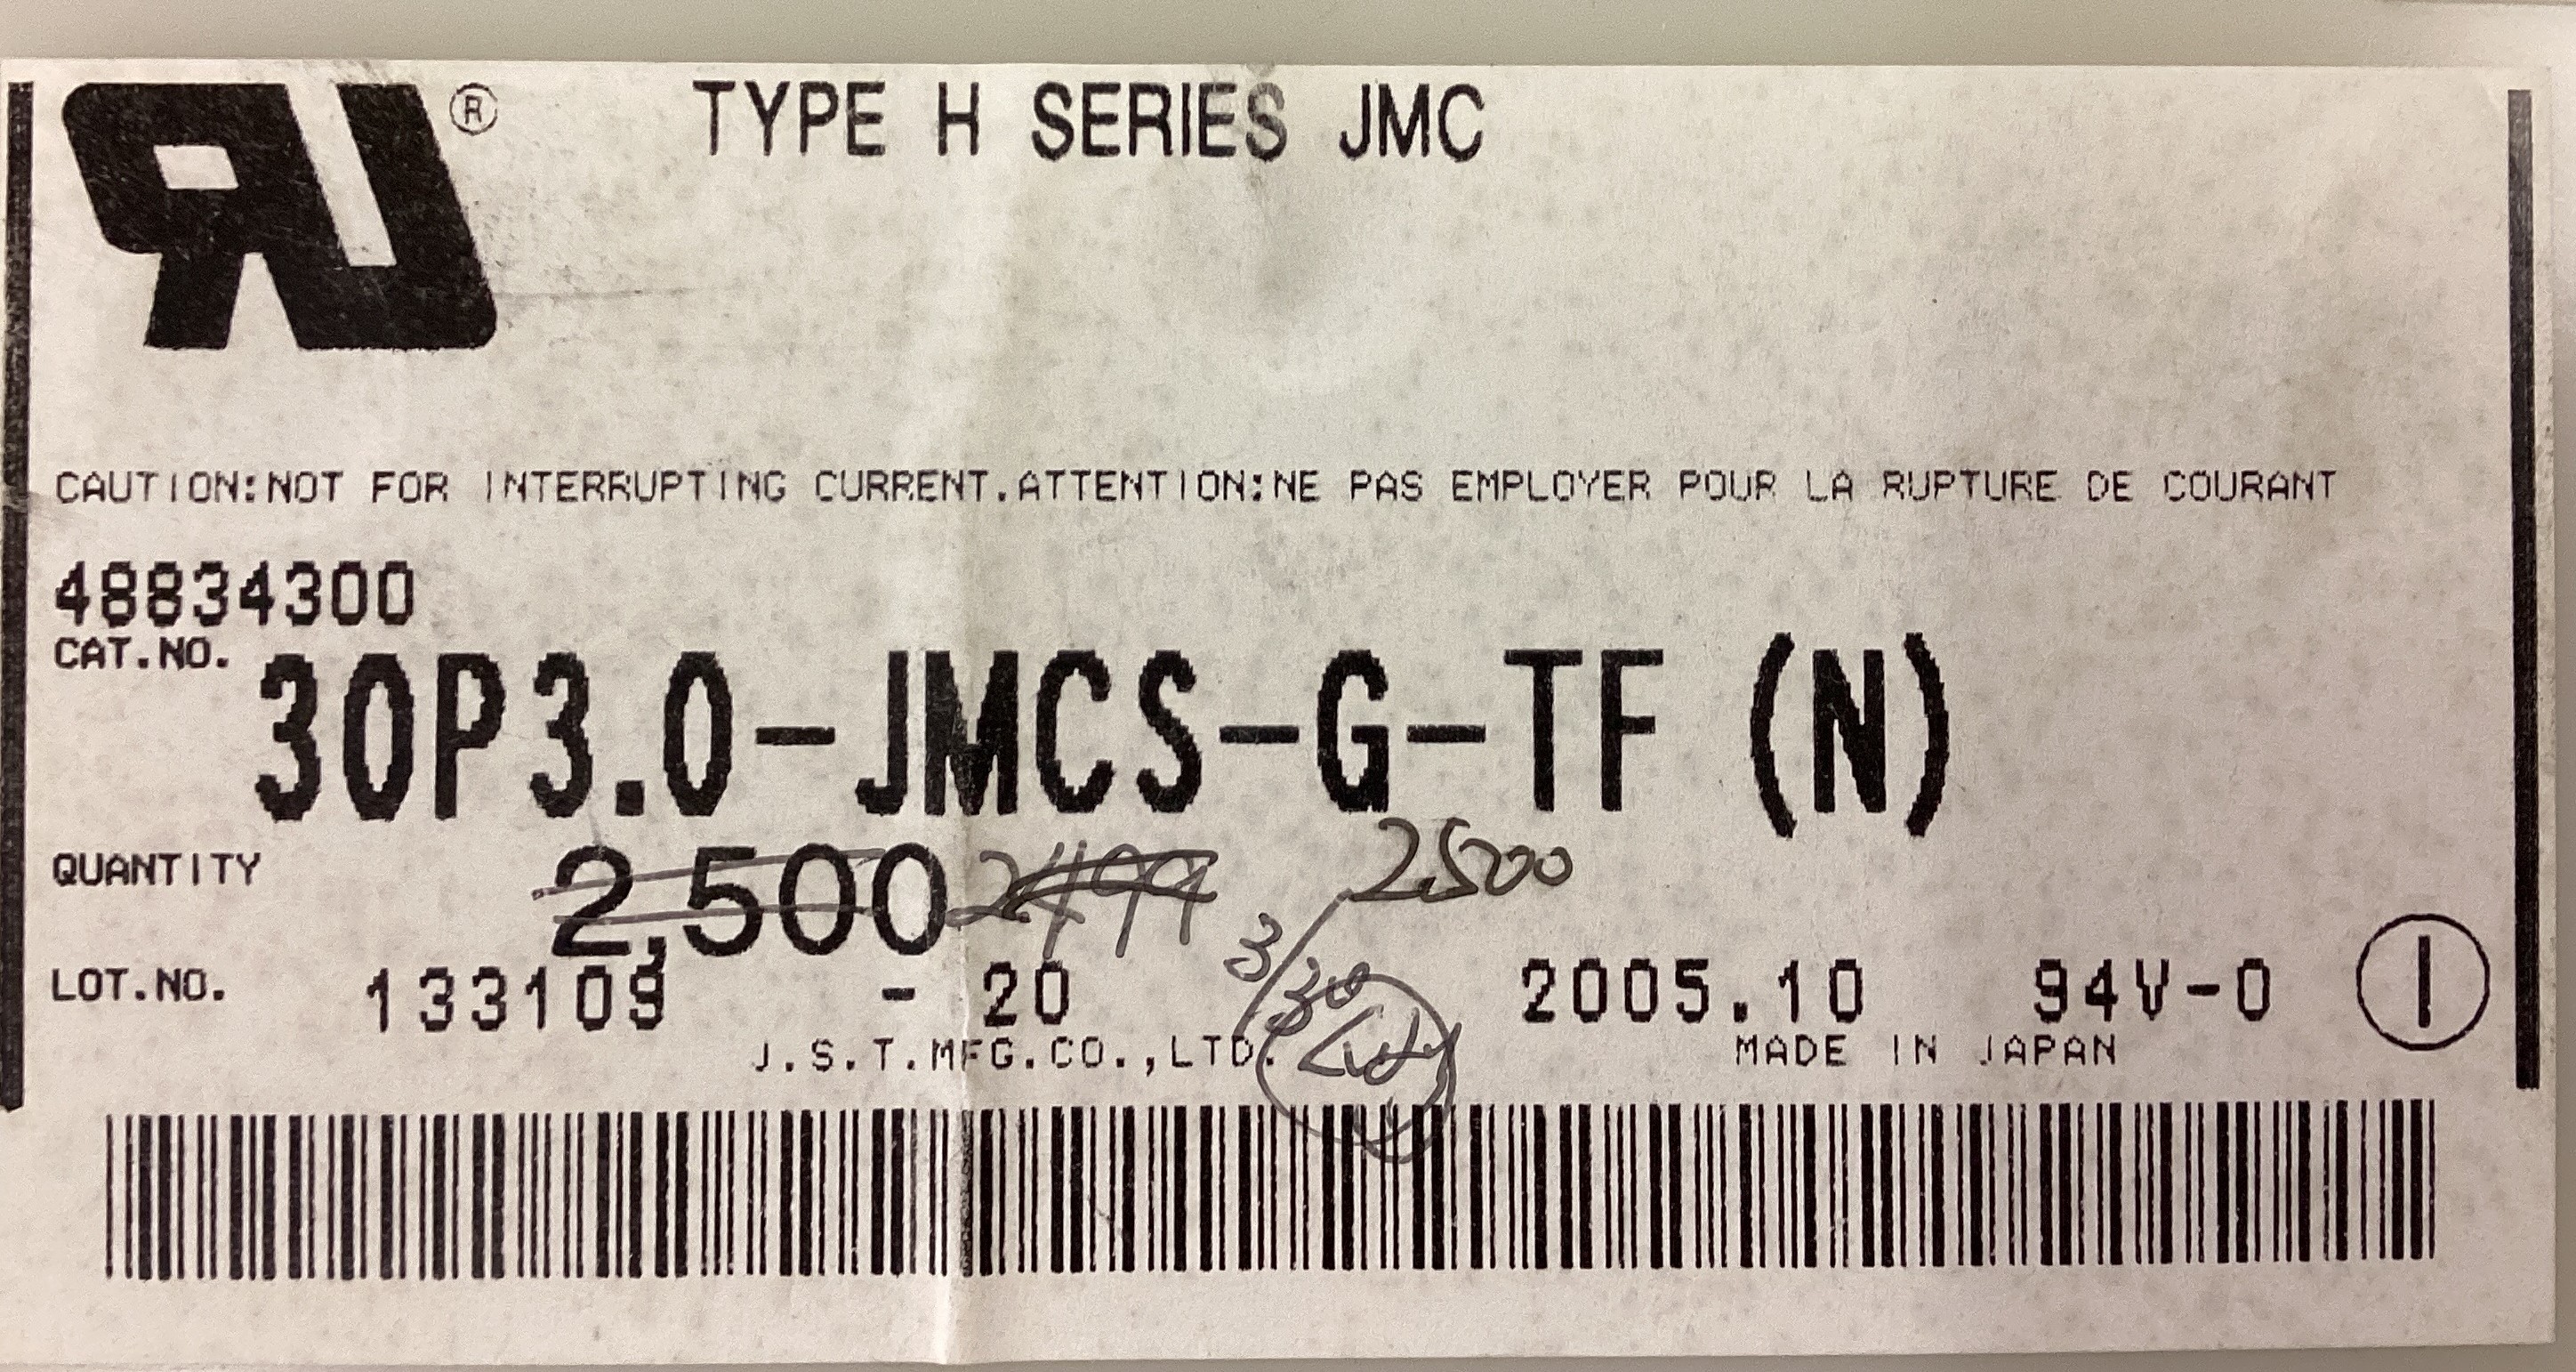 TYPE H SERIES JMC
CAUTION:NOT FOR INTERRUPTING CURRENT.ATTENTION:NE PAS EMPLOYER POUR LA RUPTURE DE COURANT
48834300
CAT.NO. 30P3.0-JMCS-G-TF (N)
QUANTITY 2,500 2499 2500
3/30
LOT.NO. 133109 - 20 2005.10 94V-0 1
J.S.T.MFG.CO.,LTD. MADE IN JAPAN